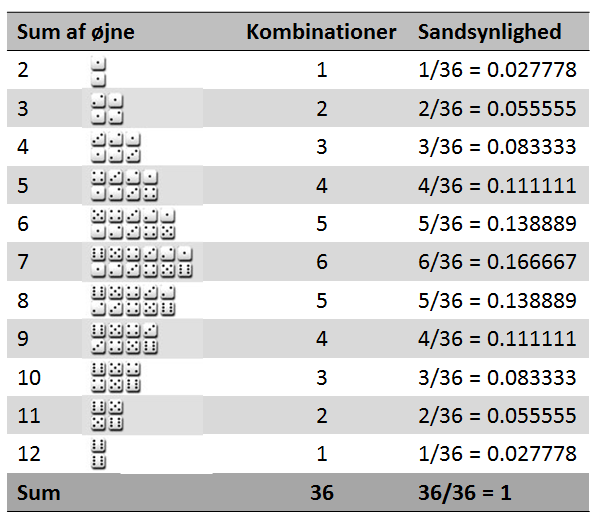 Sum af øjne Kombinationer Sandsynlighed
2 1 1/36 = 0.027778
3 2 2/36 = 0.055555
4 3 3/36 = 0.083333
5 4 4/36 = 0.111111
6 5 5/36 = 0.138889
7 6 6/36 = 0.166667
8 5 5/36 = 0.138889
9 4 4/36 = 0.111111
10 3 3/36 = 0.083333
11 2 2/36 = 0.055555
12 1 1/36 = 0.027778
Sum 36 36/36 = 1